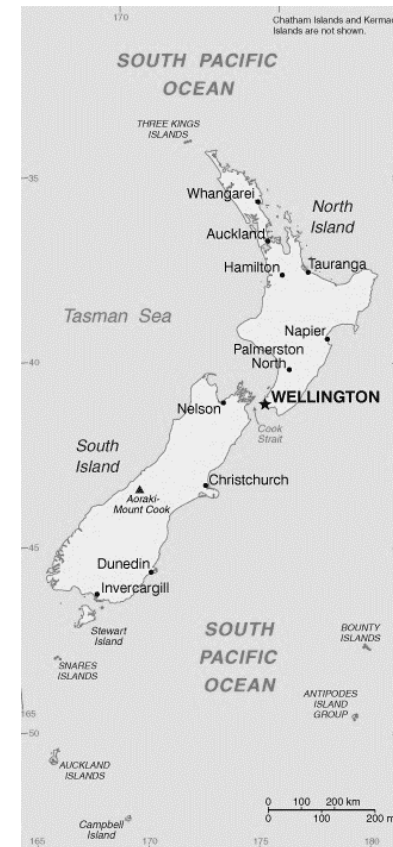 170
Chatham Islands and Kermad
Islands are not shown.
SOUTH PACIFIC
OCEAN
THREE KINGS
ISLANDS
35
Whangarei
North
Island
Auckland
Hamilton
Tauranga
Tasman Sea
Napier
Palmerston
North
40
WELLINGTON
Nelson
Cook
Strait
South
Island
Christchurch
Aoraki-
Mount Cook
45
Dunedin
Invercargill
Stewart
Island
SOUTH
PACIFIC
OCEAN
BOUNTY
ISLANDS
SNARES
ISLANDS
ANTIPODES
ISLAND
GROUP
165
50
AUCKLAND
ISLANDS
0 100 200 km
0 100 200 m
Campbell
Island
165
170
175
180